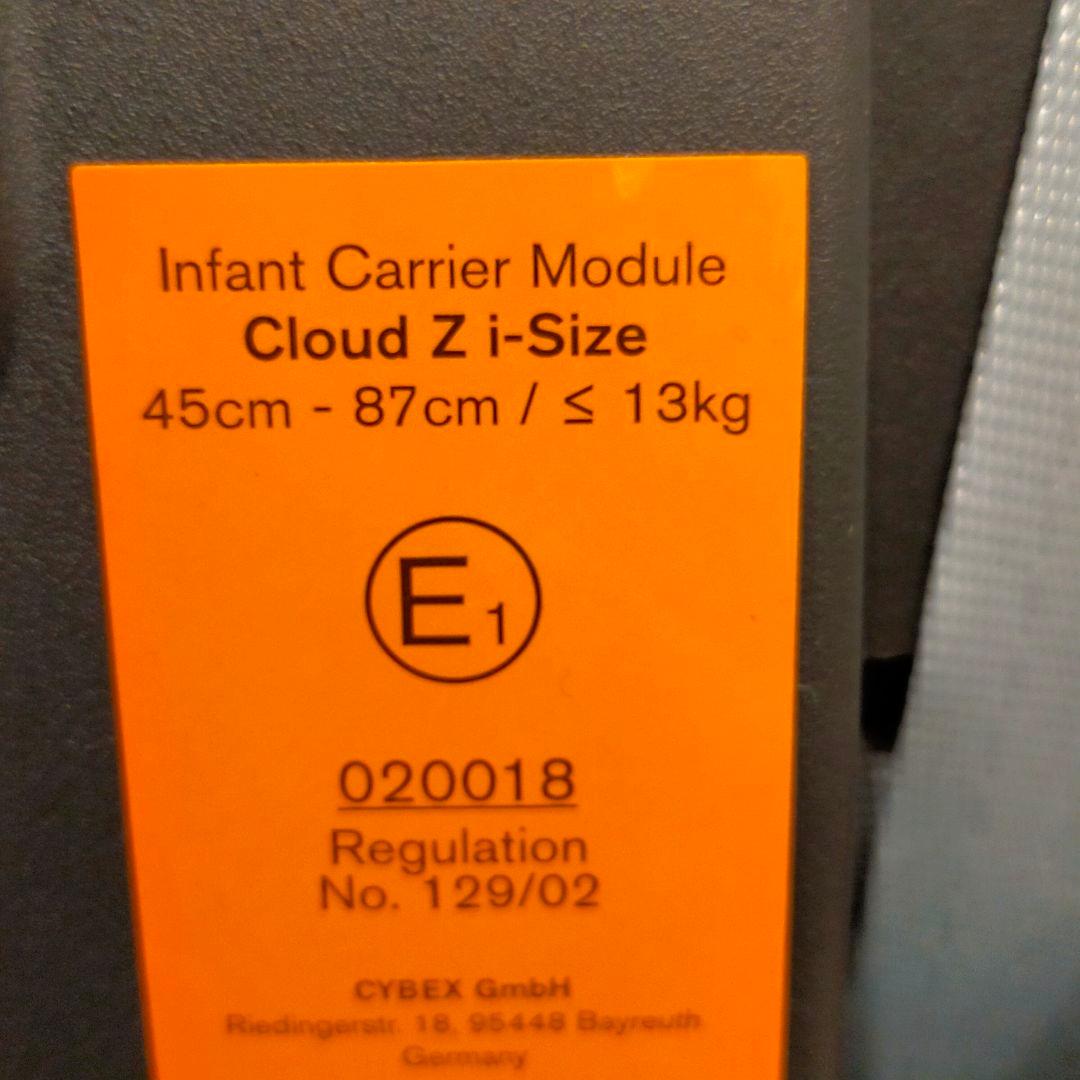 Infant Carrier Module
Cloud Z i-Size
45cm - 87cm / ≤ 13kg
E1
020018
Regulation
No. 129/02
CYBEX GmbH
Riedingerstr. 18, 95448 Bayreuth
Germany